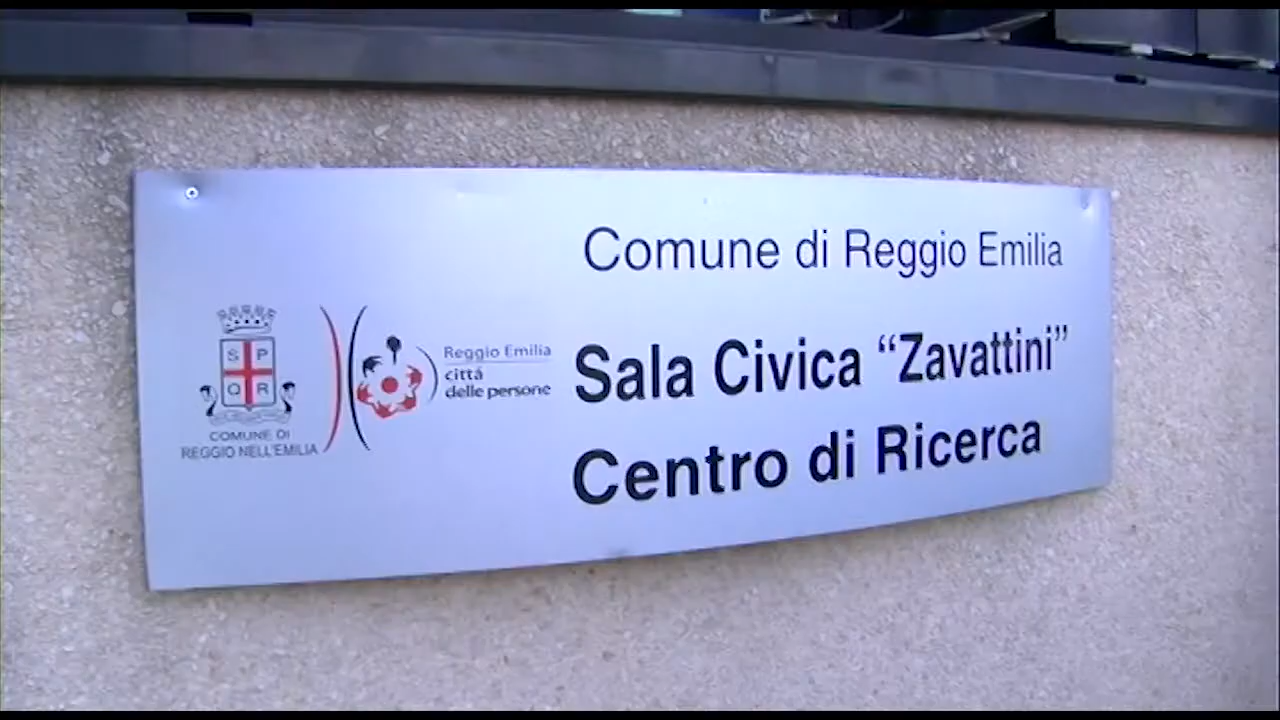 Comune di Reggio Emilia
S P
Q R
COMUNE DI
REGGIO NELL'EMILIA
Reggio Emilia
cittá
delle persone
Sala Civica “Zavattini”
Centro di Ricerca